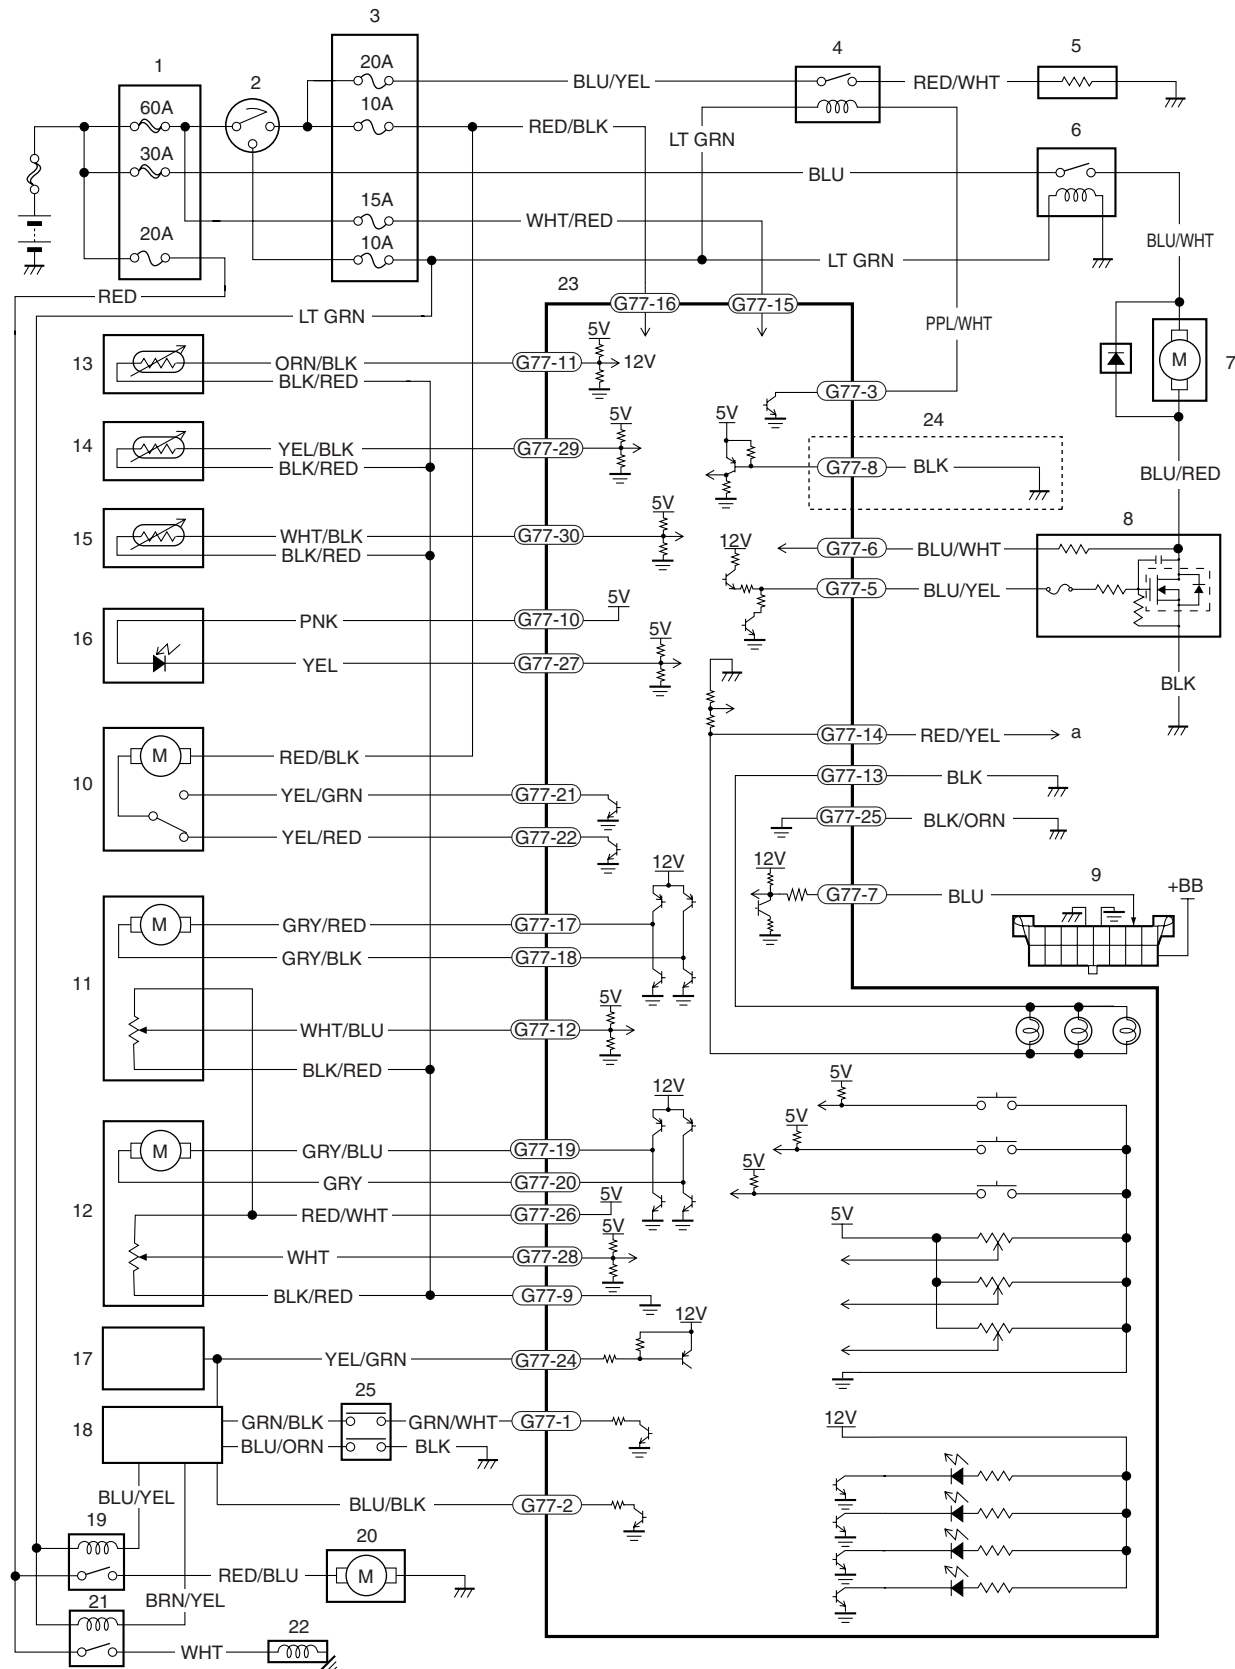 3
20A
BLU/YEL
4
RED/WHT
5
1
60A
2
10A
RED/BLK
LT GRN
6
30A
BLU
15A
WHT/RED
BLU/WHT
20A
10A
LT GRN
RED
23
G77-16
G77-15
LT GRN
PPL/WHT
7
M
13
ORN/BLK
BLK/RED
G77-11
5V
12V
G77-3
24
14
YEL/BLK
BLK/RED
G77-29
5V
5V
G77-8
BLK
BLU/RED
15
WHT/BLK
BLK/RED
G77-30
5V
12V
G77-6
BLU/WHT
8
G77-5
BLU/YEL
16
PNK
G77-10
5V
YEL
G77-27
5V
BLK
10
M
RED/BLK
G77-14
RED/YEL
a
YEL/GRN
G77-21
G77-13
BLK
YEL/RED
G77-22
G77-25
BLK/ORN
12V
12V
G77-7
BLU
9
+BB
11
M
GRY/RED
G77-17
GRY/BLK
G77-18
5V
WHT/BLU
G77-12
BLK/RED
12V
5V
5V
5V
12
M
GRY/BLU
G77-19
GRY
G77-20
RED/WHT
G77-26
5V
5V
WHT
G77-28
5V
BLK/RED
G77-9
12V
17
YEL/GRN
G77-24
25
18
GRN/BLK
GRN/WHT
G77-1
BLU/ORN
BLK
12V
BLU/YEL
BLU/BLK
G77-2
19
20
RED/BLU
M
BRN/YEL
21
WHT
22